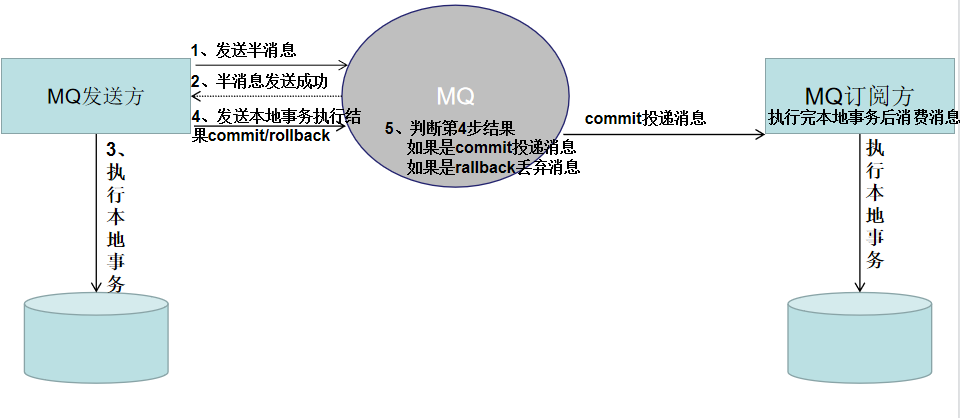 1、发送半消息
2、半消息发送成功
MQ发送方
4、发送本地事务执行结
果commit/rollback
3、
执
行
本
地
事
务
MQ
5、判断第4步结果
如果是commit投递消息
如果是rallback丢弃消息
commit投递消息
MQ订阅方
执行完本地事务后消费消息
执
行
本
地
事
务